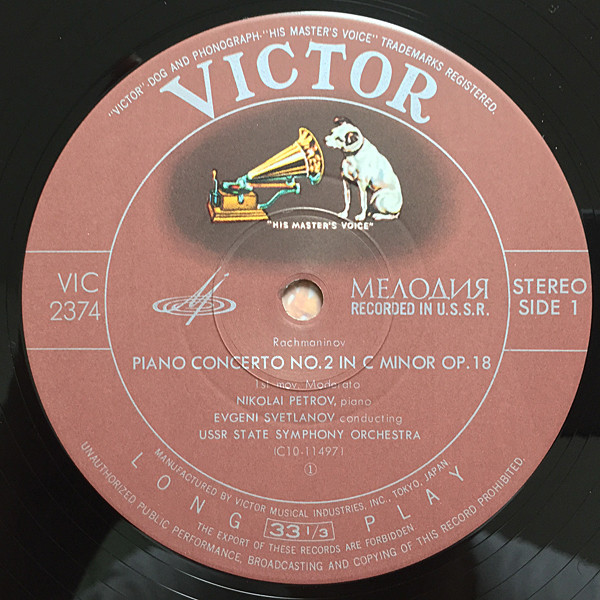 "VICTOR"-DOG AND PHONOGRAPH-"HIS MASTER'S VOICE" TRADEMARKS REGISTERED.
VICTOR
"HIS MASTER'S VOICE"
VIC
2374
МЕЛОДИЯ
RECORDED IN U.S.S.R.
STEREO
SIDE 1
Rachmaninov
PIANO CONCERTO NO.2 IN C MINOR OP.18
1st mov. Moderato
NIKOLAI PETROV, piano
EVGENI SVETLANOV conducting
USSR STATE SYMPHONY ORCHESTRA
(C10-11497)
①
MANUFACTURED BY VICTOR MUSICAL INDUSTRIES, INC., TOKYO, JAPAN
LONG 33 1/3 PLAY
THE EXPORT OF THESE RECORDS ARE FORBIDDEN.
UNAUTHORIZED PUBLIC PERFORMANCE, BROADCASTING AND COPYING OF THIS RECORD PROHIBITED.